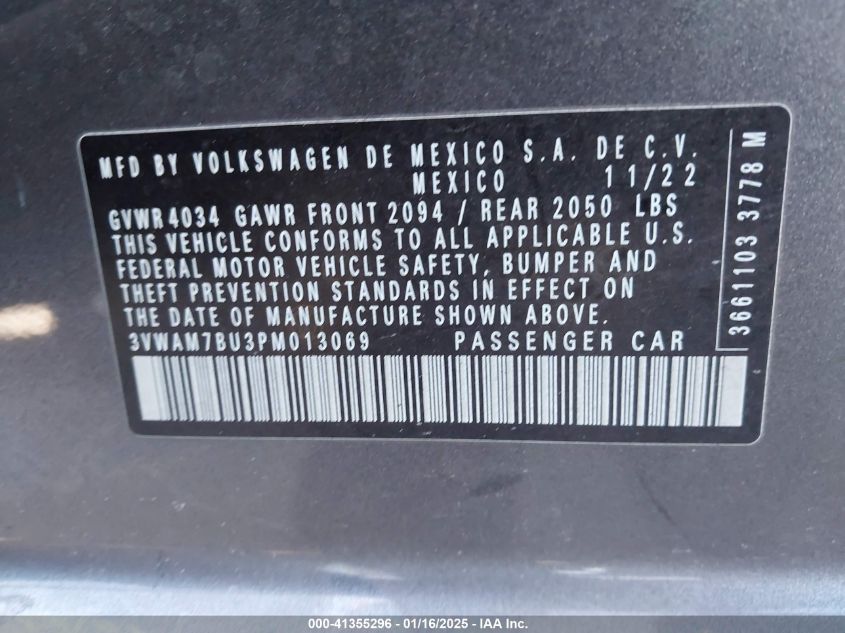 MFD BY VOLKSWAGEN DE MEXICO S.A. DE C.V.
MEXICO 11/22
GVWR 4034 GAWR FRONT 2094 / REAR 2050 LBS
THIS VEHICLE CONFORMS TO ALL APPLICABLE U.S.
FEDERAL MOTOR VEHICLE SAFETY, BUMPER AND
THEFT PREVENTION STANDARDS IN EFFECT ON
THE DATE OF MANUFACTURE SHOWN ABOVE.
3VWAM7BU3PM013069 PASSENGER CAR
3661103 3778 M
000-41355296 - 01/16/2025 - IAA Inc.